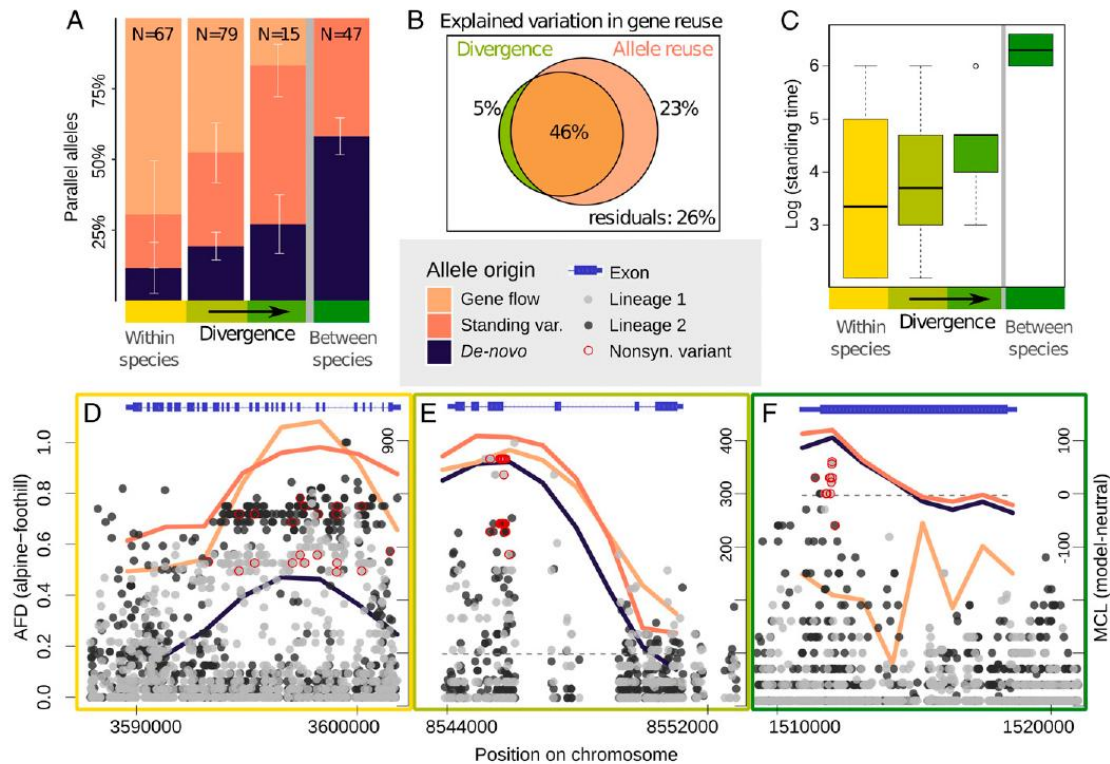 A
N=67
N=79
N=15
N=47
75%
50%
25%
Parallel alleles
Within species
Divergence
Between species
B
Explained variation in gene reuse
Divergence
Allele reuse
5%
46%
23%
residuals: 26%
Allele origin
Gene flow
Standing var.
De-novo
Exon
Lineage 1
Lineage 2
Nonsyn. variant
C
Log (standing time)
6
5
4
3
Within species
Divergence
Between species
D
AFD (alpine-foothill)
1.0
0.8
0.6
0.4
0.2
0.0
900
3590000
3600000
E
400
300
200
8544000
8552000
F
100
0
-100
MCL (model-neutral)
1510000
1520000
Position on chromosome